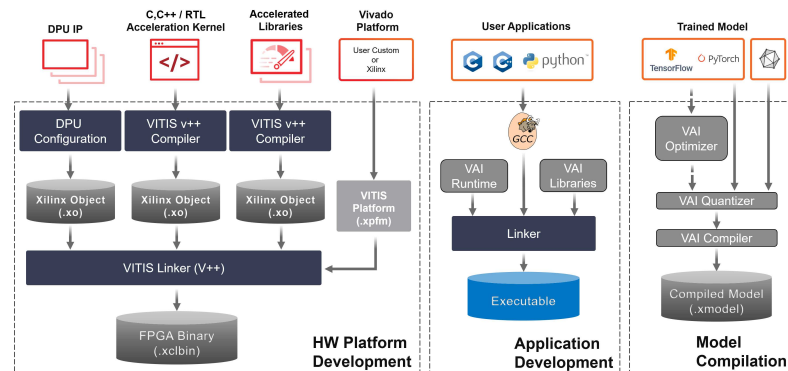 DPU IP
C,C++ / RTL
Acceleration Kernel
Accelerated
Libraries
Vivado
Platform
User Applications
Trained Model
</>
User Custom
or
Xilinx
C
C++
python™
TensorFlow
PyTorch
DPU
Configuration
VITIS v++
Compiler
VITIS v++
Compiler
GCC
VAI
Optimizer
Xilinx Object
(.xo)
Xilinx Object
(.xo)
Xilinx Object
(.xo)
VITIS
Platform
(.xpfm)
VAI
Runtime
VAI
Libraries
VAI Quantizer
Linker
VAI Compiler
VITIS Linker (V++)
Executable
Compiled Model
(.xmodel)
FPGA Binary
(.xclbin)
HW Platform
Development
Application
Development
Model
Compilation